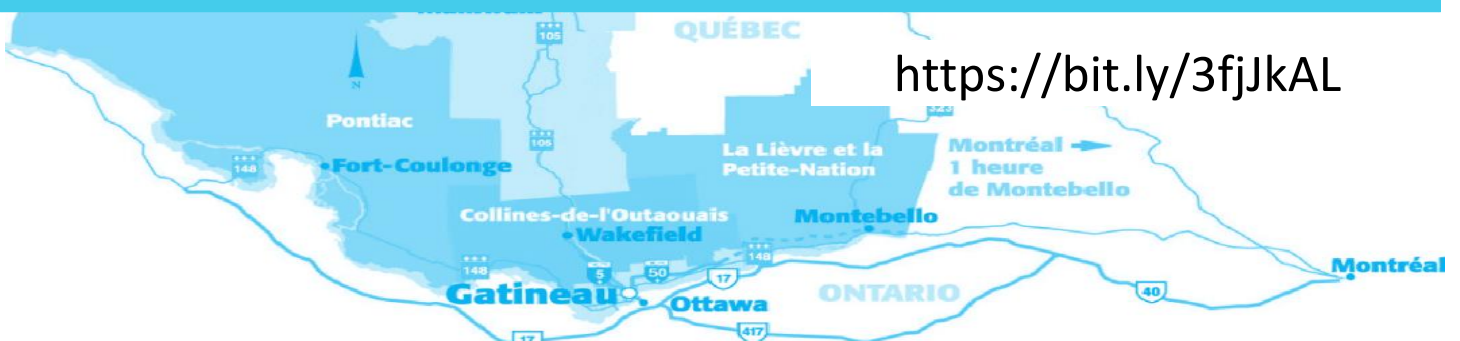 105
QUÉBEC
https://bit.ly/3fjJkAL
323
Pontiac
105
Montréal
1 heure
de Montebello
La Lièvre et la
Petite-Nation
148
Fort-Coulonge
Collines-de-l'Outaouais
Montebello
Wakefield
148
148
5
50
17
Montréal
Gatineau
Ottawa
ONTARIO
40
417
17
N